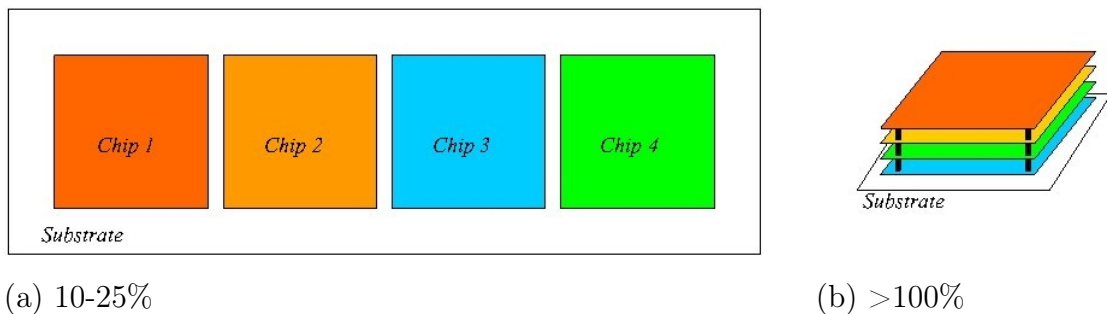 Chip 1 Chip 2 Chip 3 Chip 4
Substrate
Substrate
(a) 10-25% (b) >100%